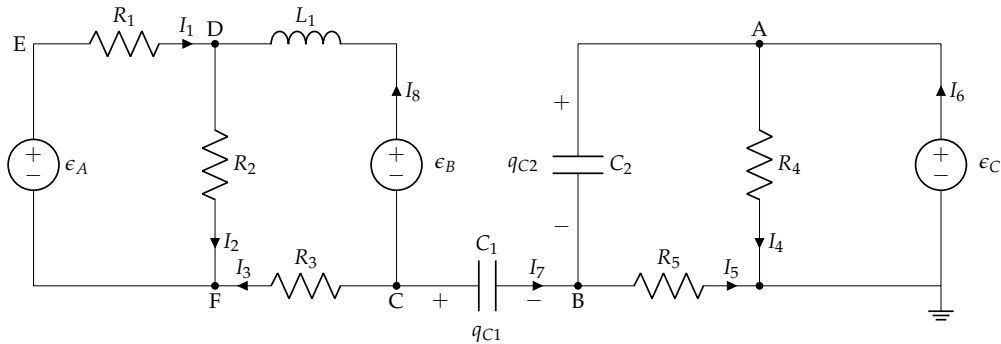 R1 I1 L1
E D A
+ I8 I6
+
− ϵA R2 +
− ϵB qC2 C2 R4 +
− ϵC
− I2 C1 I4
I3 R3 I7 R5 I5
F C + − B
qC1